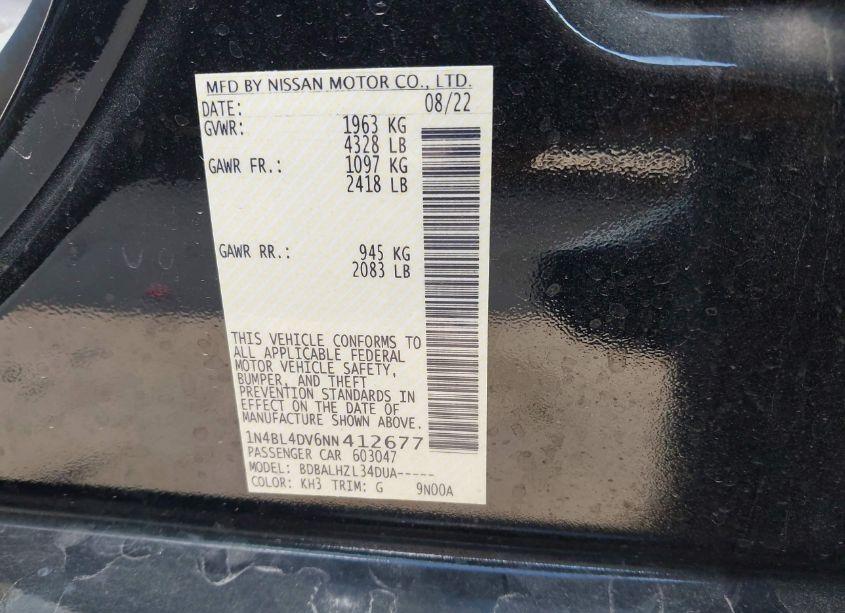 MFD BY NISSAN MOTOR CO., LTD.
DATE: 08/22
GVWR: 1963 KG
4328 LB
GAWR FR.: 1097 KG
2418 LB
GAWR RR.: 945 KG
2083 LB
THIS VEHICLE CONFORMS TO
ALL APPLICABLE FEDERAL
MOTOR VEHICLE SAFETY,
BUMPER, AND THEFT
PREVENTION STANDARDS IN
EFFECT ON THE DATE OF
MANUFACTURE SHOWN ABOVE.
1N4BL4DV6NN412677
PASSENGER CAR 603047
MODEL: BDBALHZL34DUA-----
COLOR: KH3 TRIM: G 9N00A